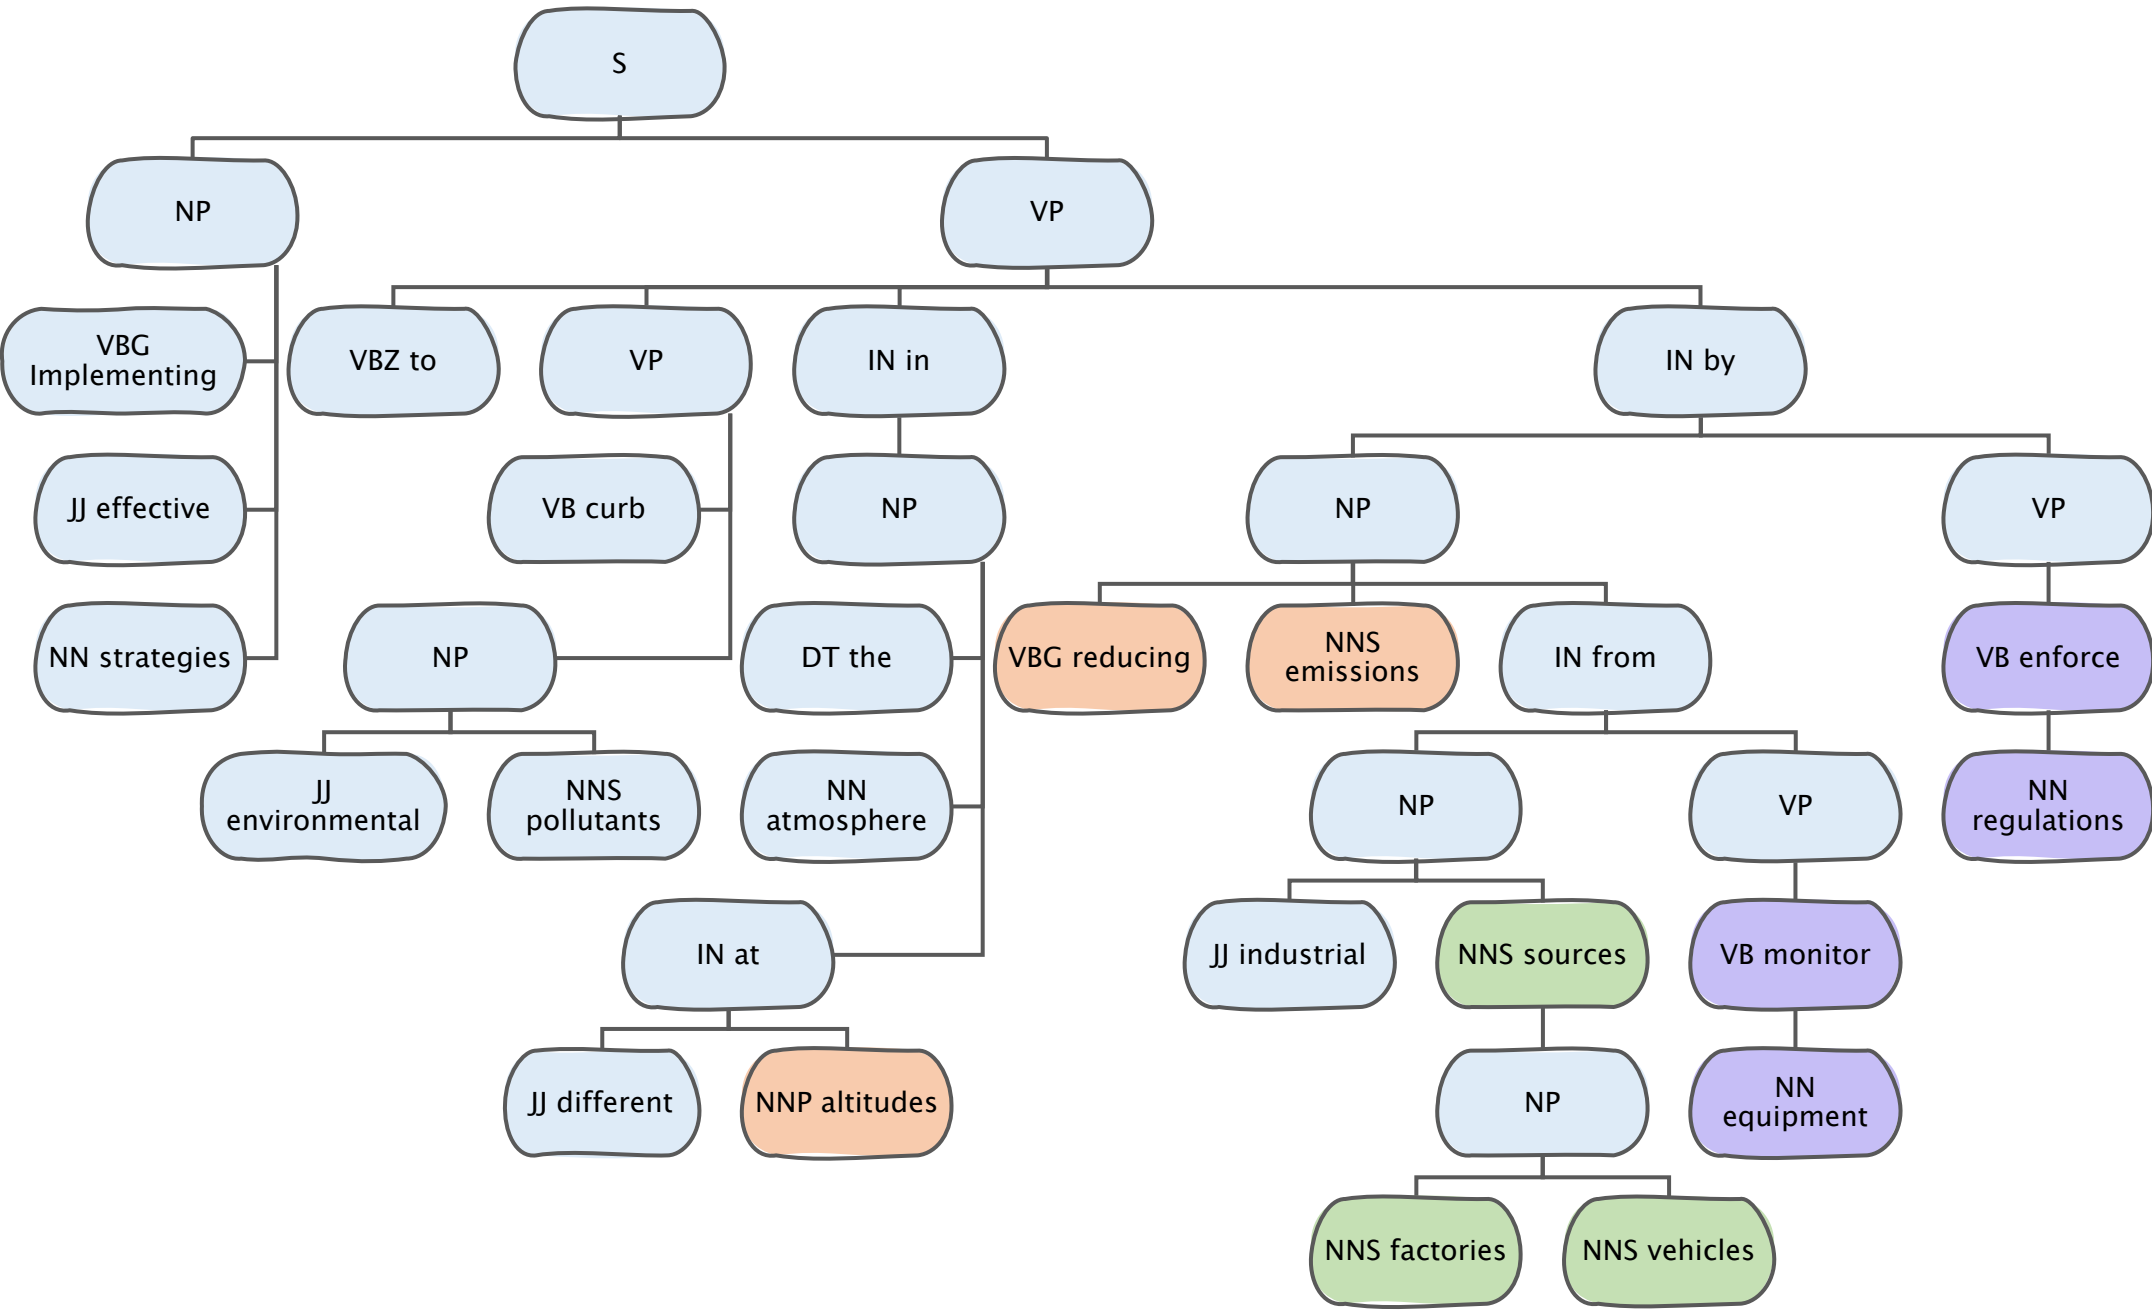 S
NP
VP
VBG
Implementing
VBZ to
VP
IN in
IN by
JJ effective
VB curb
NP
NP
VP
NN strategies
NP
DT the
VBG reducing
NNS
emissions
IN from
VB enforce
JJ
environmental
NNS
pollutants
NN
atmosphere
NP
VP
NN
regulations
IN at
JJ industrial
NNS sources
VB monitor
JJ different
NNP altitudes
NP
NN
equipment
NNS factories
NNS vehicles